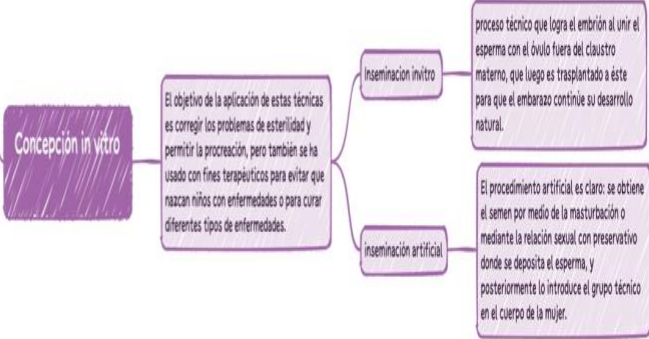 Concepción in vitro
El objetivo de la aplicación de estas técnicas
es corregir los problemas de esterilidad y
permitir la procreación, pero también se ha
usado con fines terapéuticos para evitar que
nazcan niños con enfermedades o para curar
diferentes tipos de enfermedades.
Inseminacion invitro
proceso técnico que logra el embrión al unir el
esperma con el óvulo fuera del claustro
materno, que luego es trasplantado a éste
para que el embarazo continúe su desarrollo
natural.
inseminación artificial
El procedimiento artificial es claro: se obtiene
el semen por medio de la masturbación o
mediante la relación sexual con preservativo
donde se deposita el esperma, y
posteriormente lo introduce el grupo técnico
en el cuerpo de la mujer.